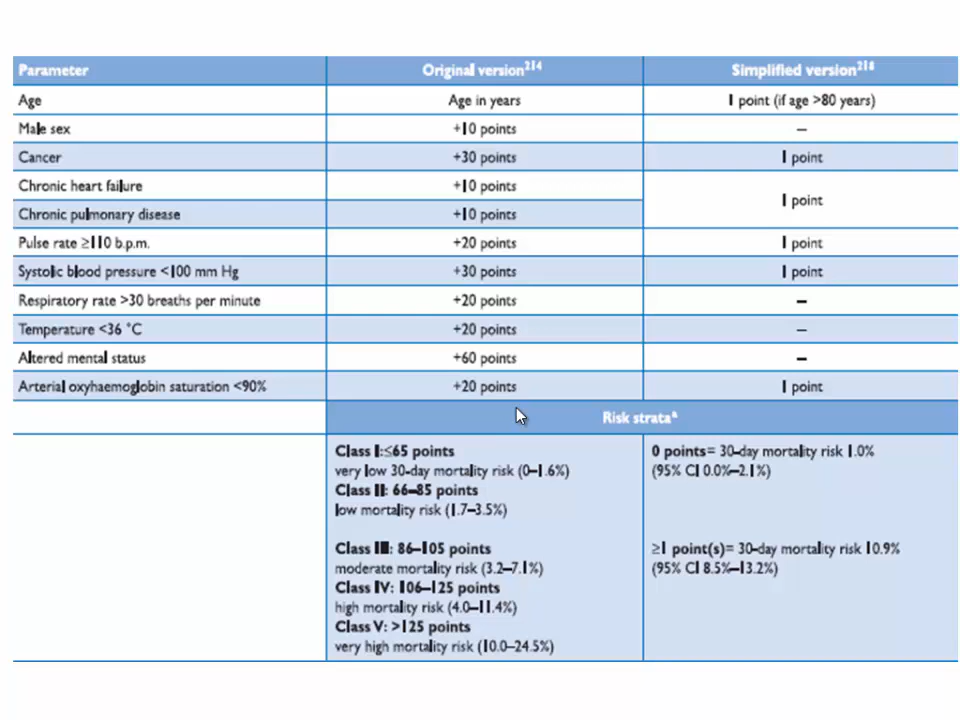 Parameter Original version214 Simplified version218
Age Age in years 1 point (if age >80 years)
Male sex +10 points –
Cancer +30 points 1 point
Chronic heart failure +10 points 1 point
Chronic pulmonary disease +10 points
Pulse rate ≥110 b.p.m. +20 points 1 point
Systolic blood pressure <100 mm Hg +30 points 1 point
Respiratory rate >30 breaths per minute +20 points –
Temperature <36 °C +20 points –
Altered mental status +60 points –
Arterial oxyhaemoglobin saturation <90% +20 points 1 point
Risk strataª
Class I:≤65 points
very low 30-day mortality risk (0–1.6%)
Class II: 66–85 points
low mortality risk (1.7–3.5%)
Class III: 86–105 points
moderate mortality risk (3.2–7.1%)
Class IV: 106–125 points
high mortality risk (4.0–11.4%)
Class V: >125 points
very high mortality risk (10.0–24.5%)
0 points= 30-day mortality risk 1.0%
(95% CI 0.0%–2.1%)
≥1 point(s)= 30-day mortality risk 10.9%
(95% CI 8.5%–13.2%)